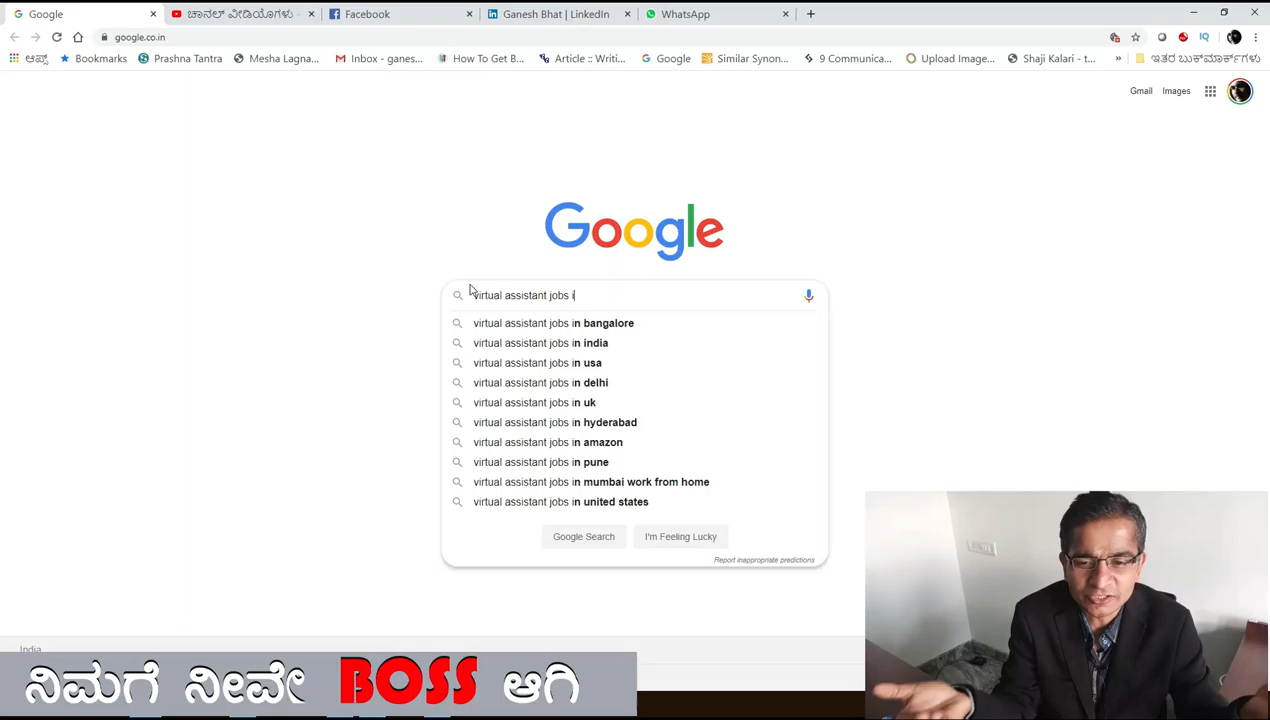 Google
ಚಾನಲ್ ವೀಡಿಯೊಗಳು -
Facebook
Ganesh Bhat | LinkedIn
WhatsApp
google.co.in
ಆಪ್ಸ್
Bookmarks
Prashna Tantra
Mesha Lagna...
Inbox - ganes...
How To Get B...
Article :: Writi...
Google
Similar Synon...
9 Communica...
Upload Image...
Shaji Kalari - t...
»
ಇತರ ಬುಕ್‌ಮಾರ್ಕ್‌ಗಳು
Gmail Images
Google
virtual assistant jobs i
virtual assistant jobs in bangalore
virtual assistant jobs in india
virtual assistant jobs in usa
virtual assistant jobs in delhi
virtual assistant jobs in uk
virtual assistant jobs in hyderabad
virtual assistant jobs in amazon
virtual assistant jobs in pune
virtual assistant jobs in mumbai work from home
virtual assistant jobs in united states
Google Search I'm Feeling Lucky
Report inappropriate predictions
India
ನಿಮಗೆ ನೀವೇ BOSS ಆಗಿ